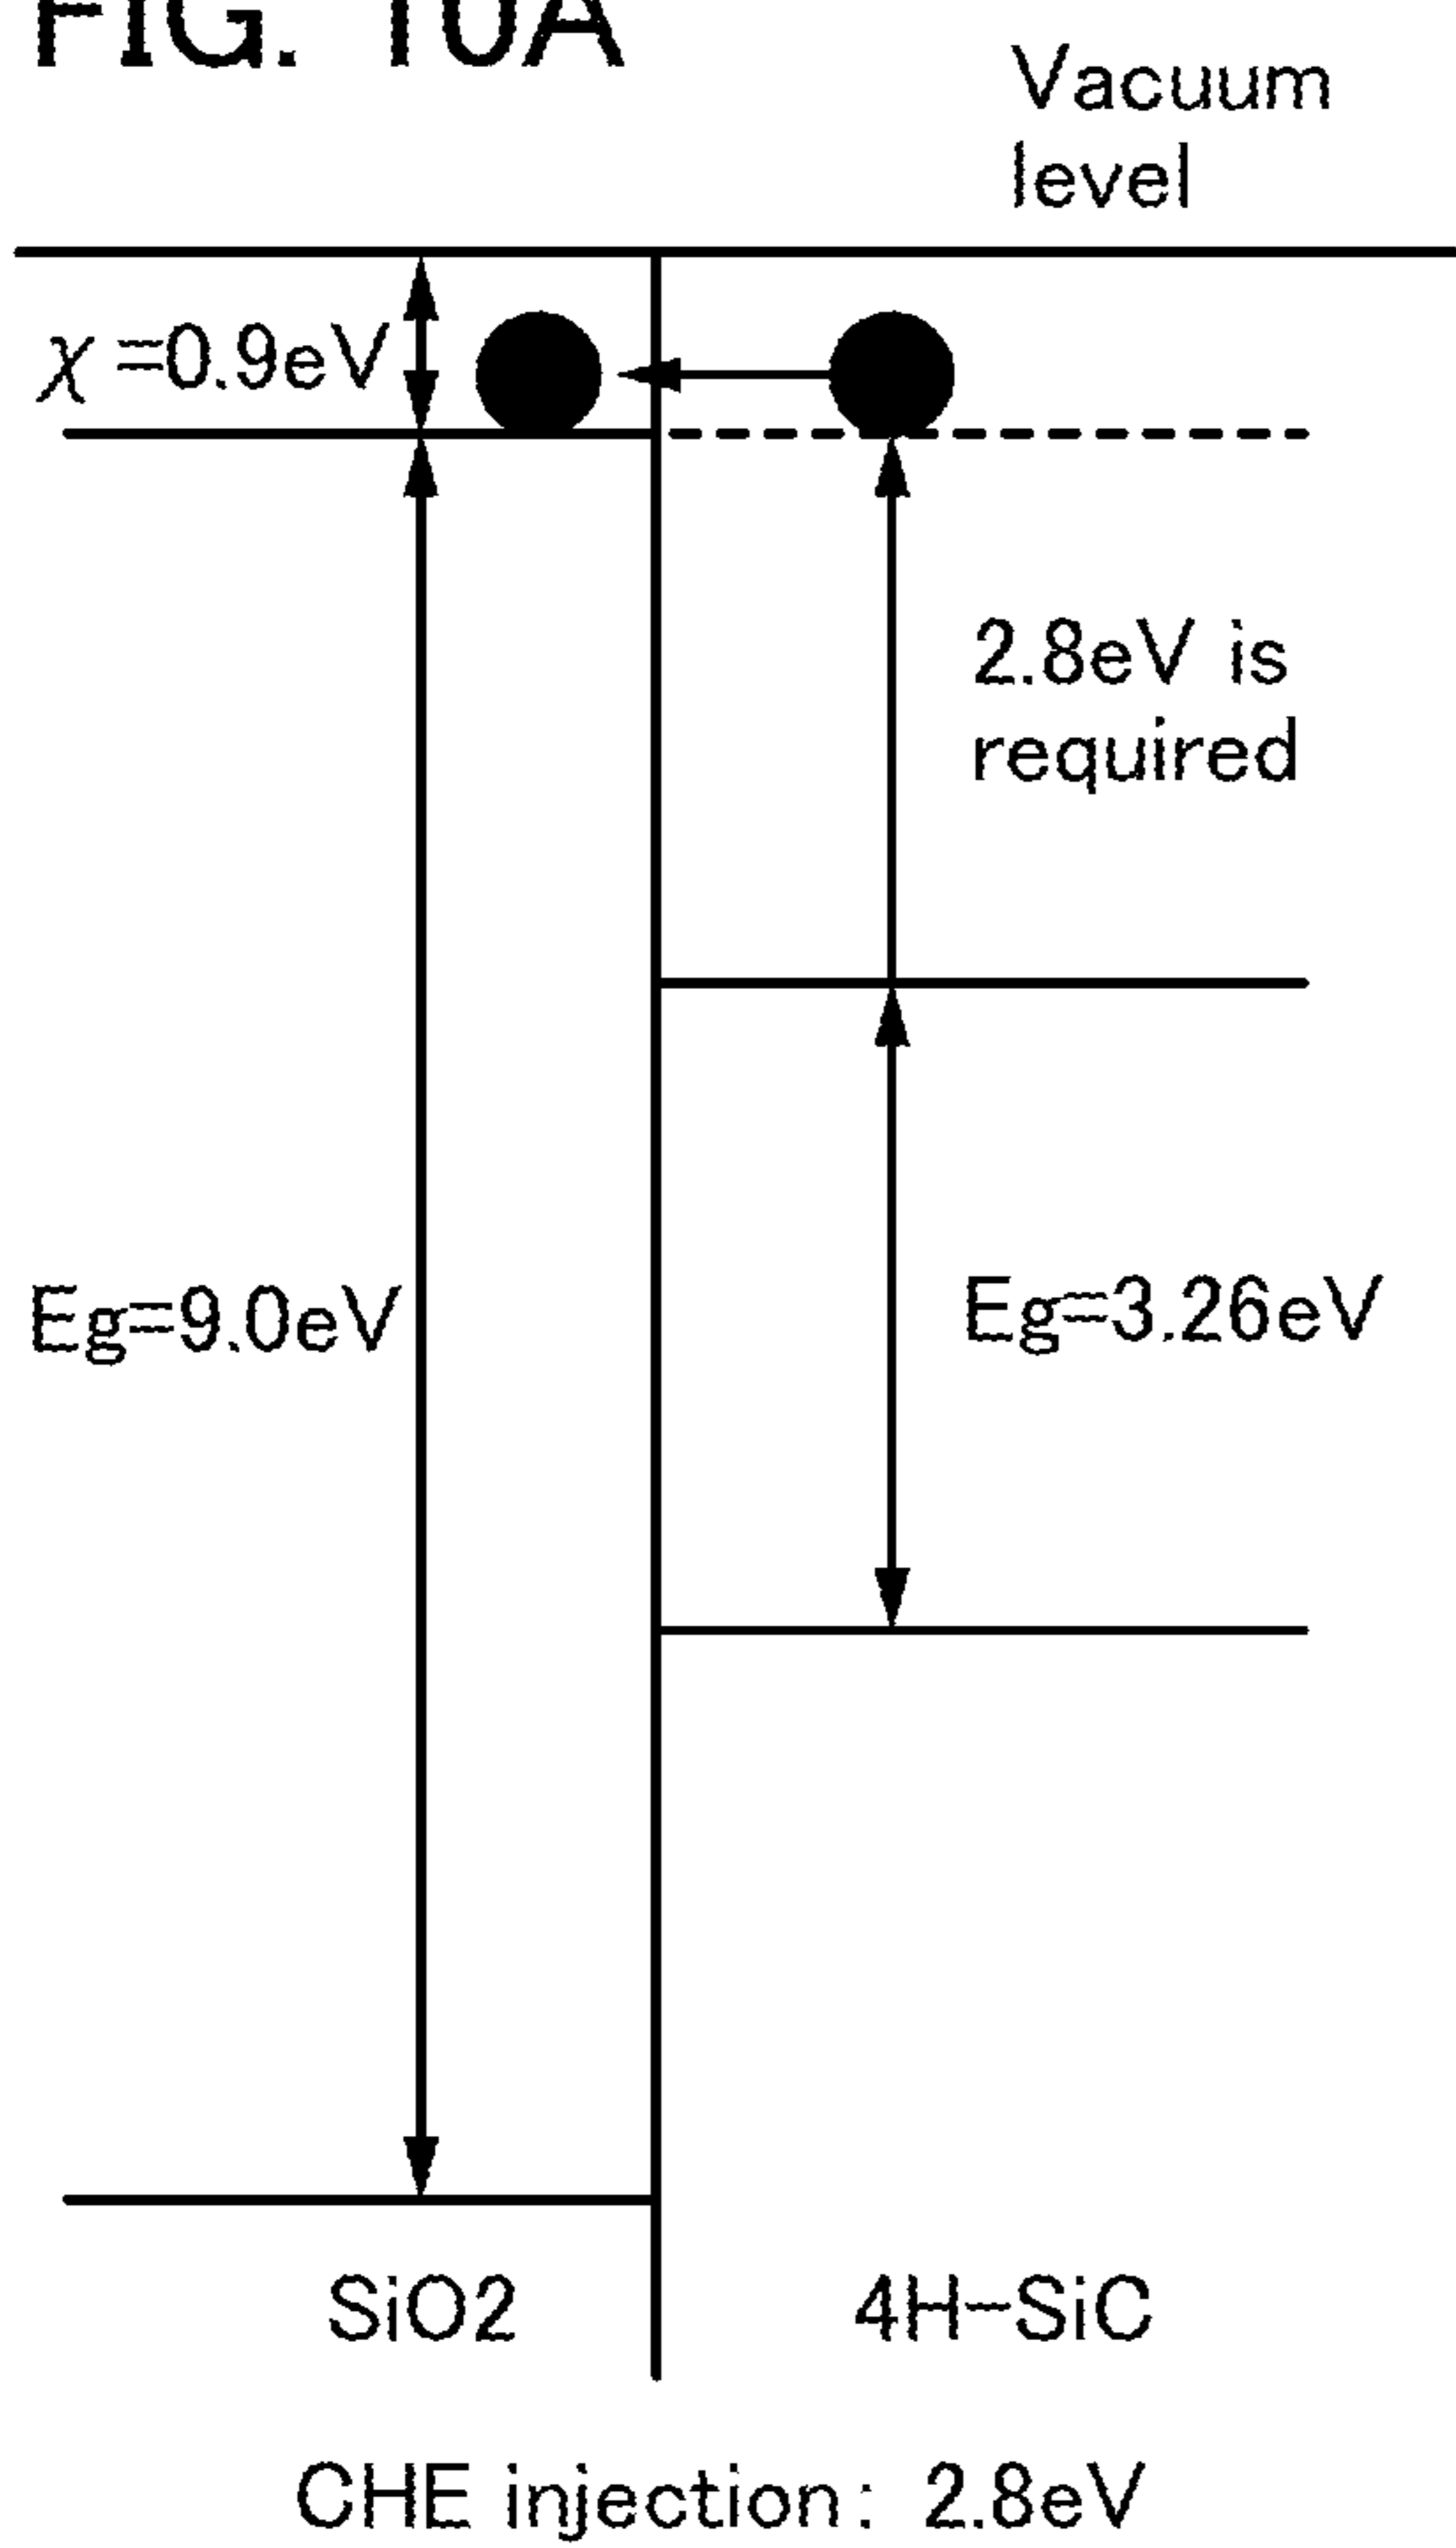 FIG. 10A
Vacuum
level
χ=0.9eV
2.8eV is
required
Eg=9.0eV
Eg=3.26eV
SiO2
4H-SiC
CHE injection: 2.8eV